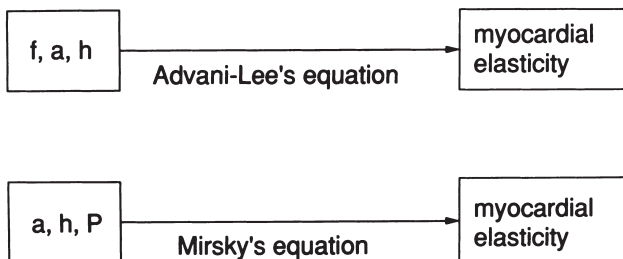 f, a, h
Advani-Lee's equation
myocardial
elasticity
a, h, P
Mirsky's equation
myocardial
elasticity